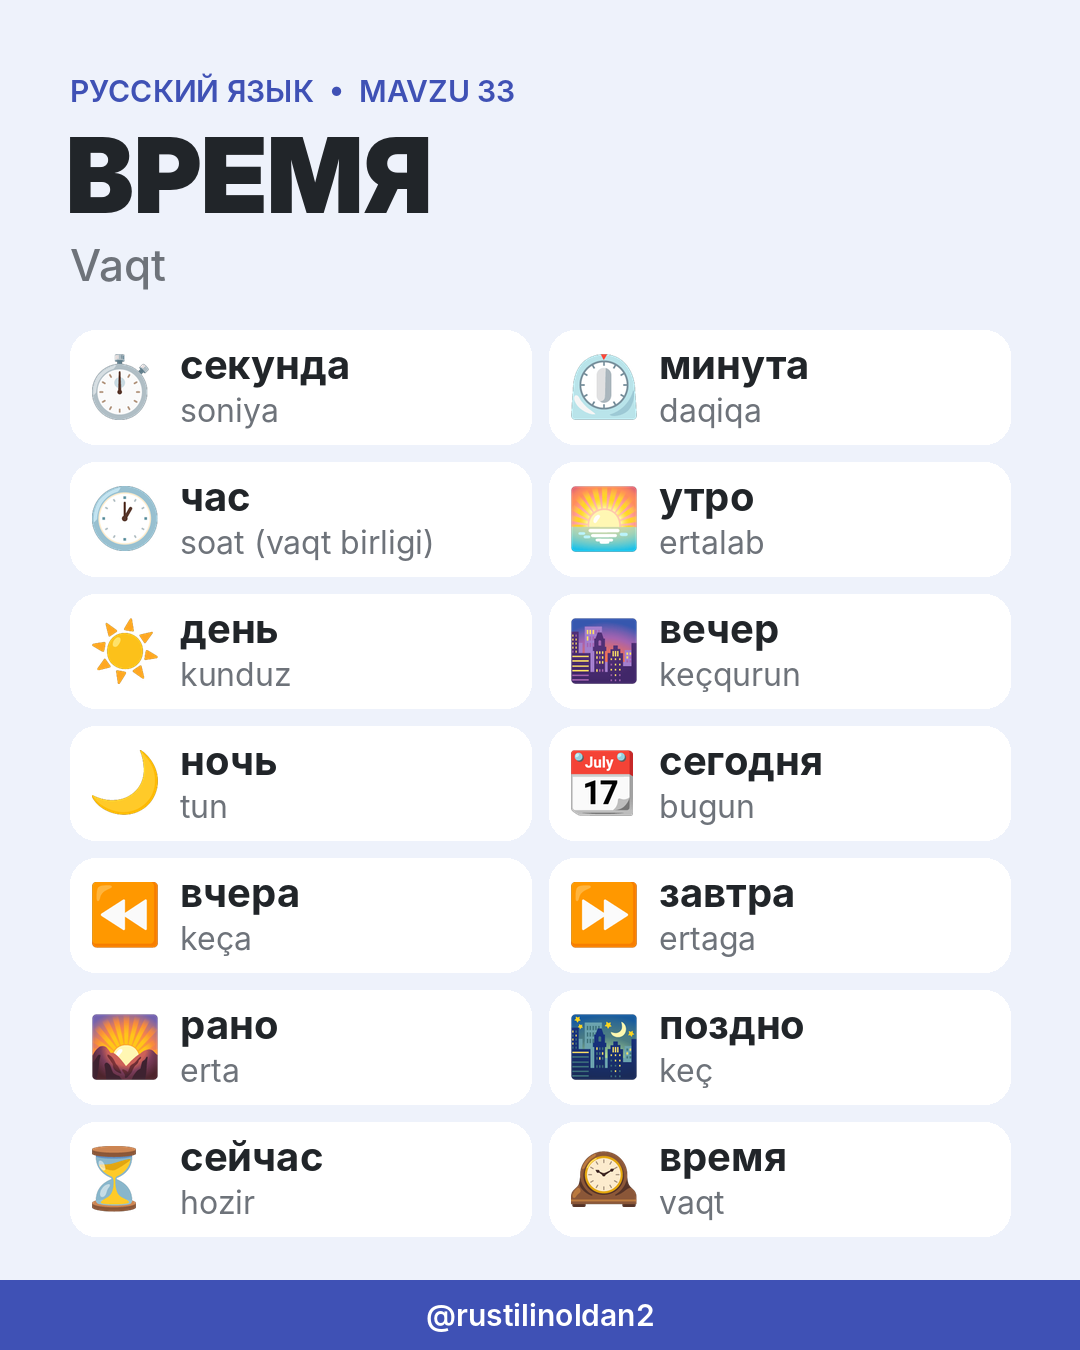 РУССКИЙ ЯЗЫК • MAVZU 33
ВРЕМЯ
Vaqt
секунда
soniya
минута
daqiqa
час
soat (vaqt birligi)
утро
ertalab
день
kunduz
вечер
keçqurun
ночь
tun
July
17
сегодня
bugun
вчера
keça
завтра
ertaga
рано
erta
поздно
keç
сейчас
hozir
время
vaqt
@rustilinoldan2